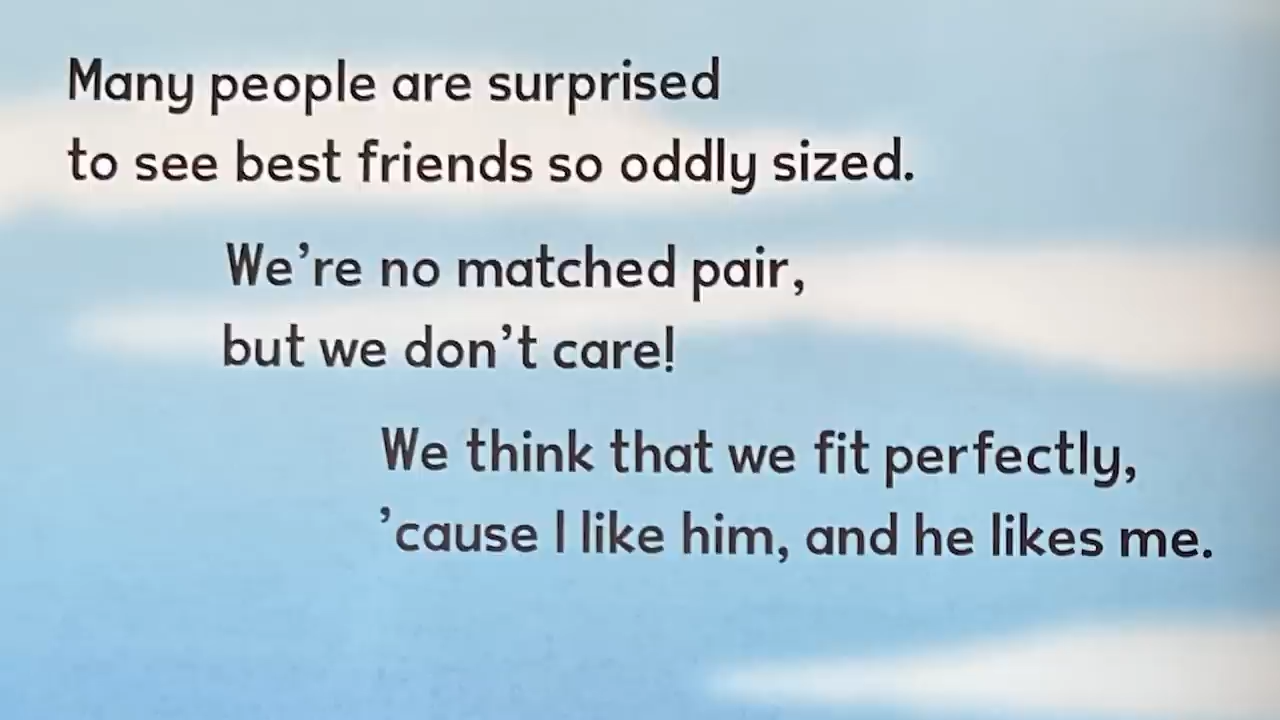 Many people are surprised
to see best friends so oddly sized.
We’re no matched pair,
but we don’t care!
We think that we fit perfectly,
’cause I like him, and he likes me.